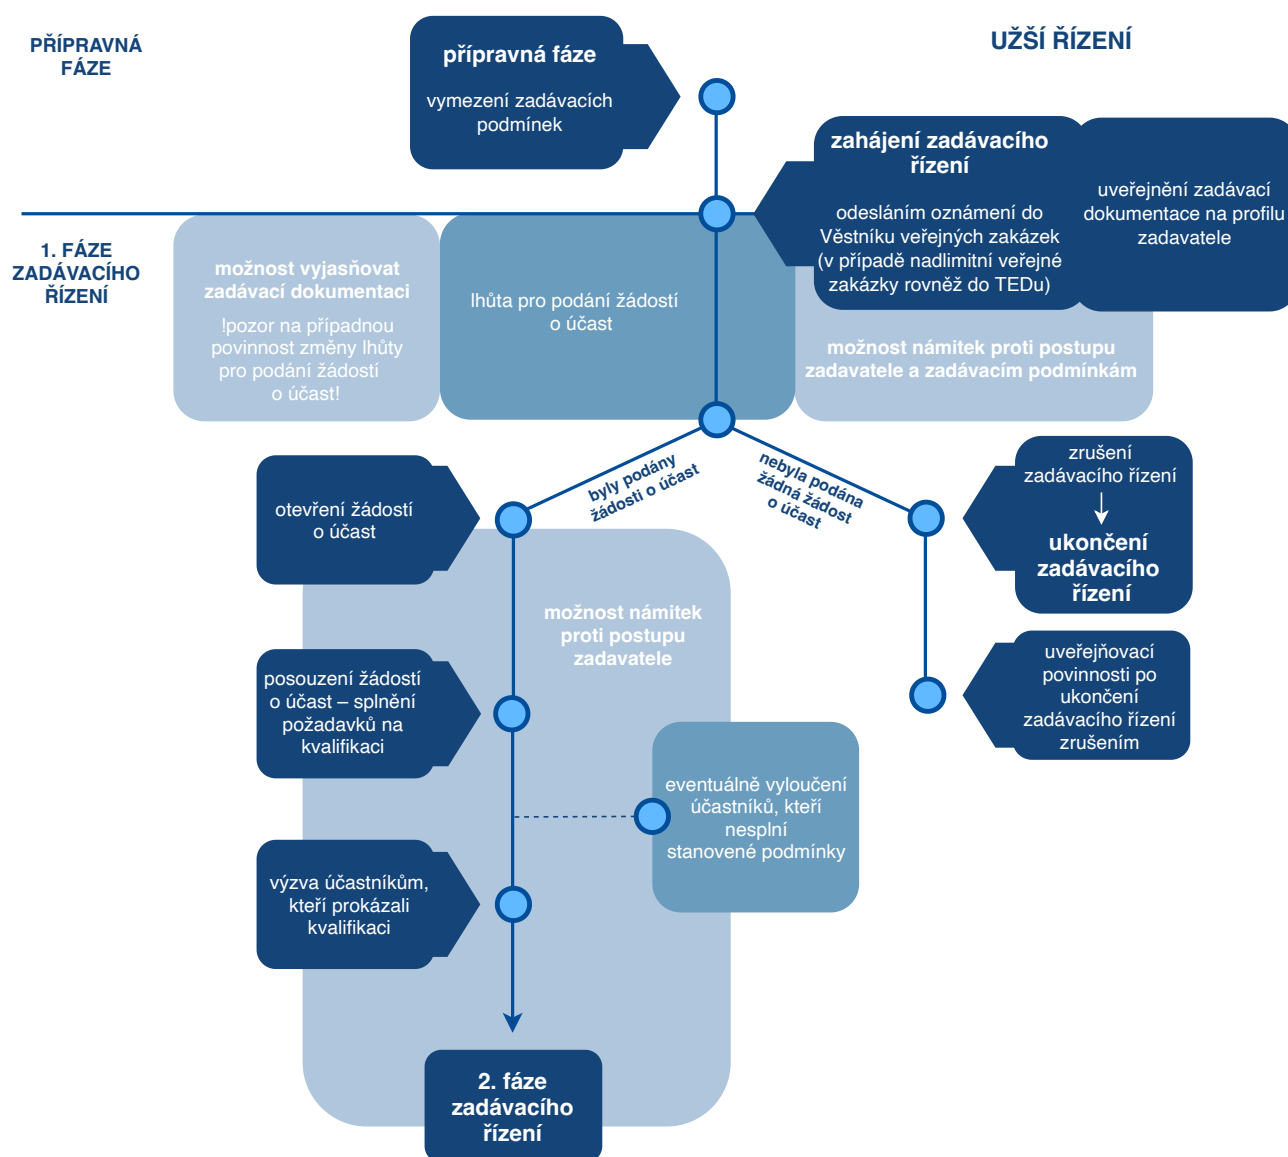 PŘÍPRAVNÁ
FÁZE
UŽŠÍ ŘÍZENÍ
přípravná fáze
vymezení zadávacích
podmínek
zahájení zadávacího
řízení
odesláním oznámení do
Věstníku veřejných zakázek
(v případě nadlimitní veřejné
zakázky rovněž do TEDu)
uveřejnění zadávací
dokumentace na profilu
zadavatele
1. FÁZE
ZADÁVACÍHO
ŘÍZENÍ
možnost vyjasňovat
zadávací dokumentaci
!pozor na případnou
povinnost změny lhůty
pro podání žádostí
o účast!
lhůta pro podání žádostí
o účast
možnost námitek proti postupu
zadavatele a zadávacím podmínkám
byly podány
žádosti o účast
nebyla podána
žádná žádost
o účast
otevření žádostí
o účast
zrušení
zadávacího řízení
ukončení
zadávacího
řízení
možnost námitek
proti postupu
zadavatele
posouzení žádostí
o účast – splnění
požadavků na
kvalifikaci
uveřejňovací
povinnosti po
ukončení
zadávacího řízení
zrušením
eventuálně vyloučení
účastníků, kteří
nesplní
stanovené podmínky
výzva účastníkům,
kteří prokázali
kvalifikaci
2. fáze
zadávacího
řízení